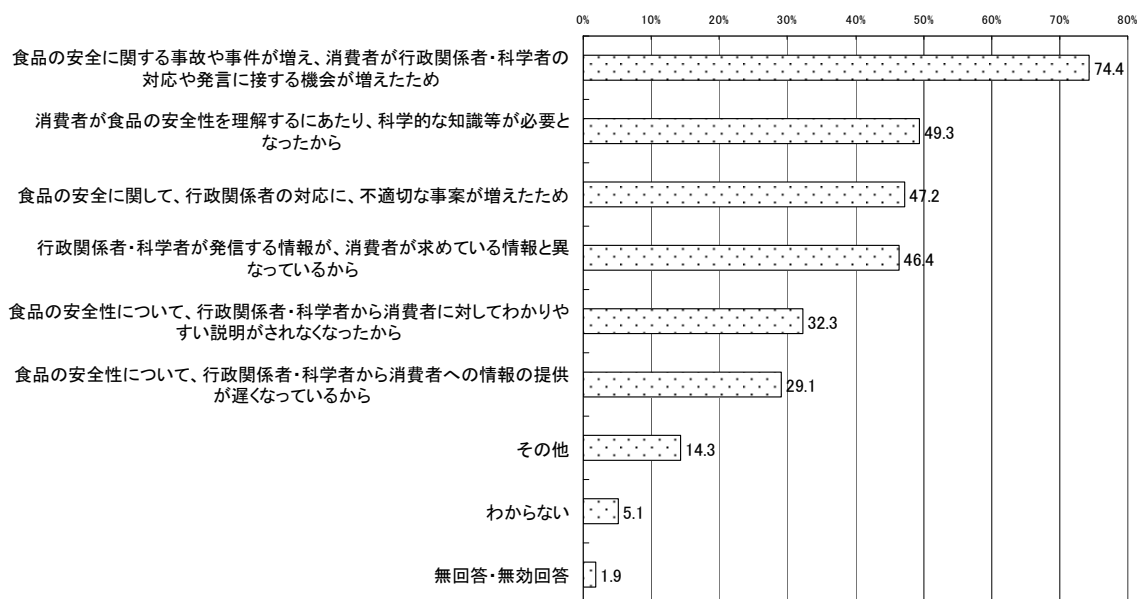 0% 10% 20% 30% 40% 50% 60% 70% 80%
食品の安全に関する事故や事件が増え、消費者が行政関係者・科学者の
対応や発言に接する機会が増えたため
74.4
消費者が食品の安全性を理解するにあたり、科学的な知識等が必要と
なったから
49.3
食品の安全に関して、行政関係者の対応に、不適切な事案が増えたため
47.2
行政関係者・科学者が発信する情報が、消費者が求めている情報と異
なっているから
46.4
食品の安全性について、行政関係者・科学者から消費者に対してわかりや
すい説明がされなくなったから
32.3
食品の安全性について、行政関係者・科学者から消費者への情報の提供
が遅くなっているから
29.1
その他
14.3
わからない
5.1
無回答・無効回答
1.9